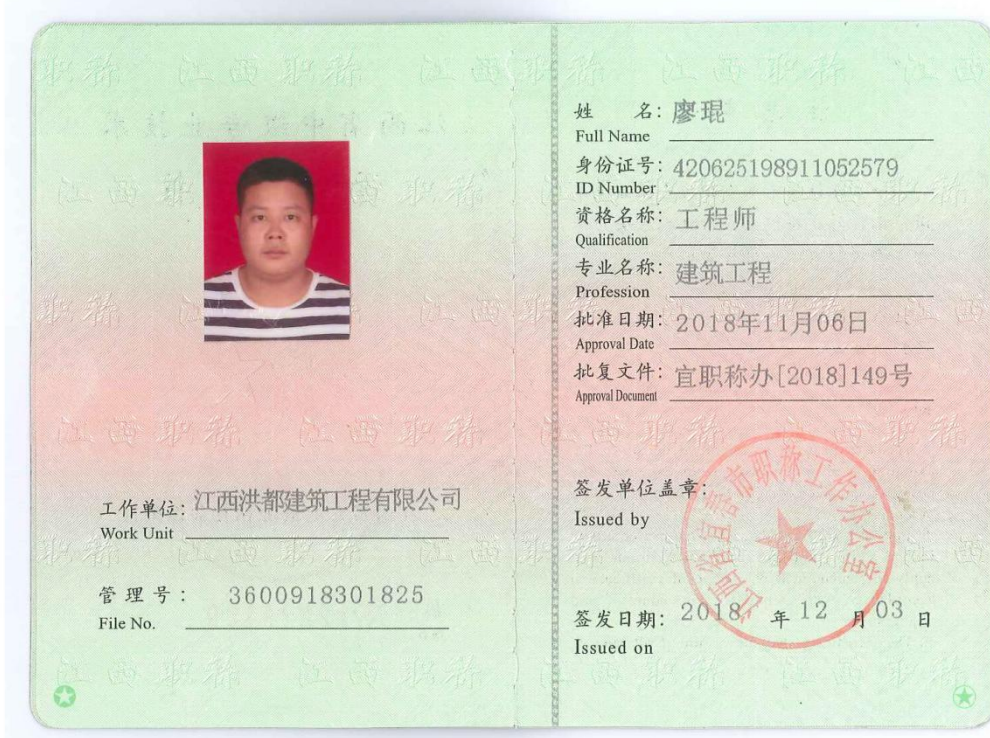 工作单位: 江西洪都建筑工程有限公司
Work Unit
管理号: 3600918301825
File No.
姓 名: 廖琨
Full Name
身份证号: 420625198911052579
ID Number
资格名称: 工程师
Qualification
专业名称: 建筑工程
Profession
批准日期: 2018年11月06日
Approval Date
批复文件: 宜职称办[2018]149号
Approval Document
签发单位盖章:
Issued by
江西省宜春市职称工作办公室
签发日期: 2018 年 12 月 03 日
Issued on
江西职称